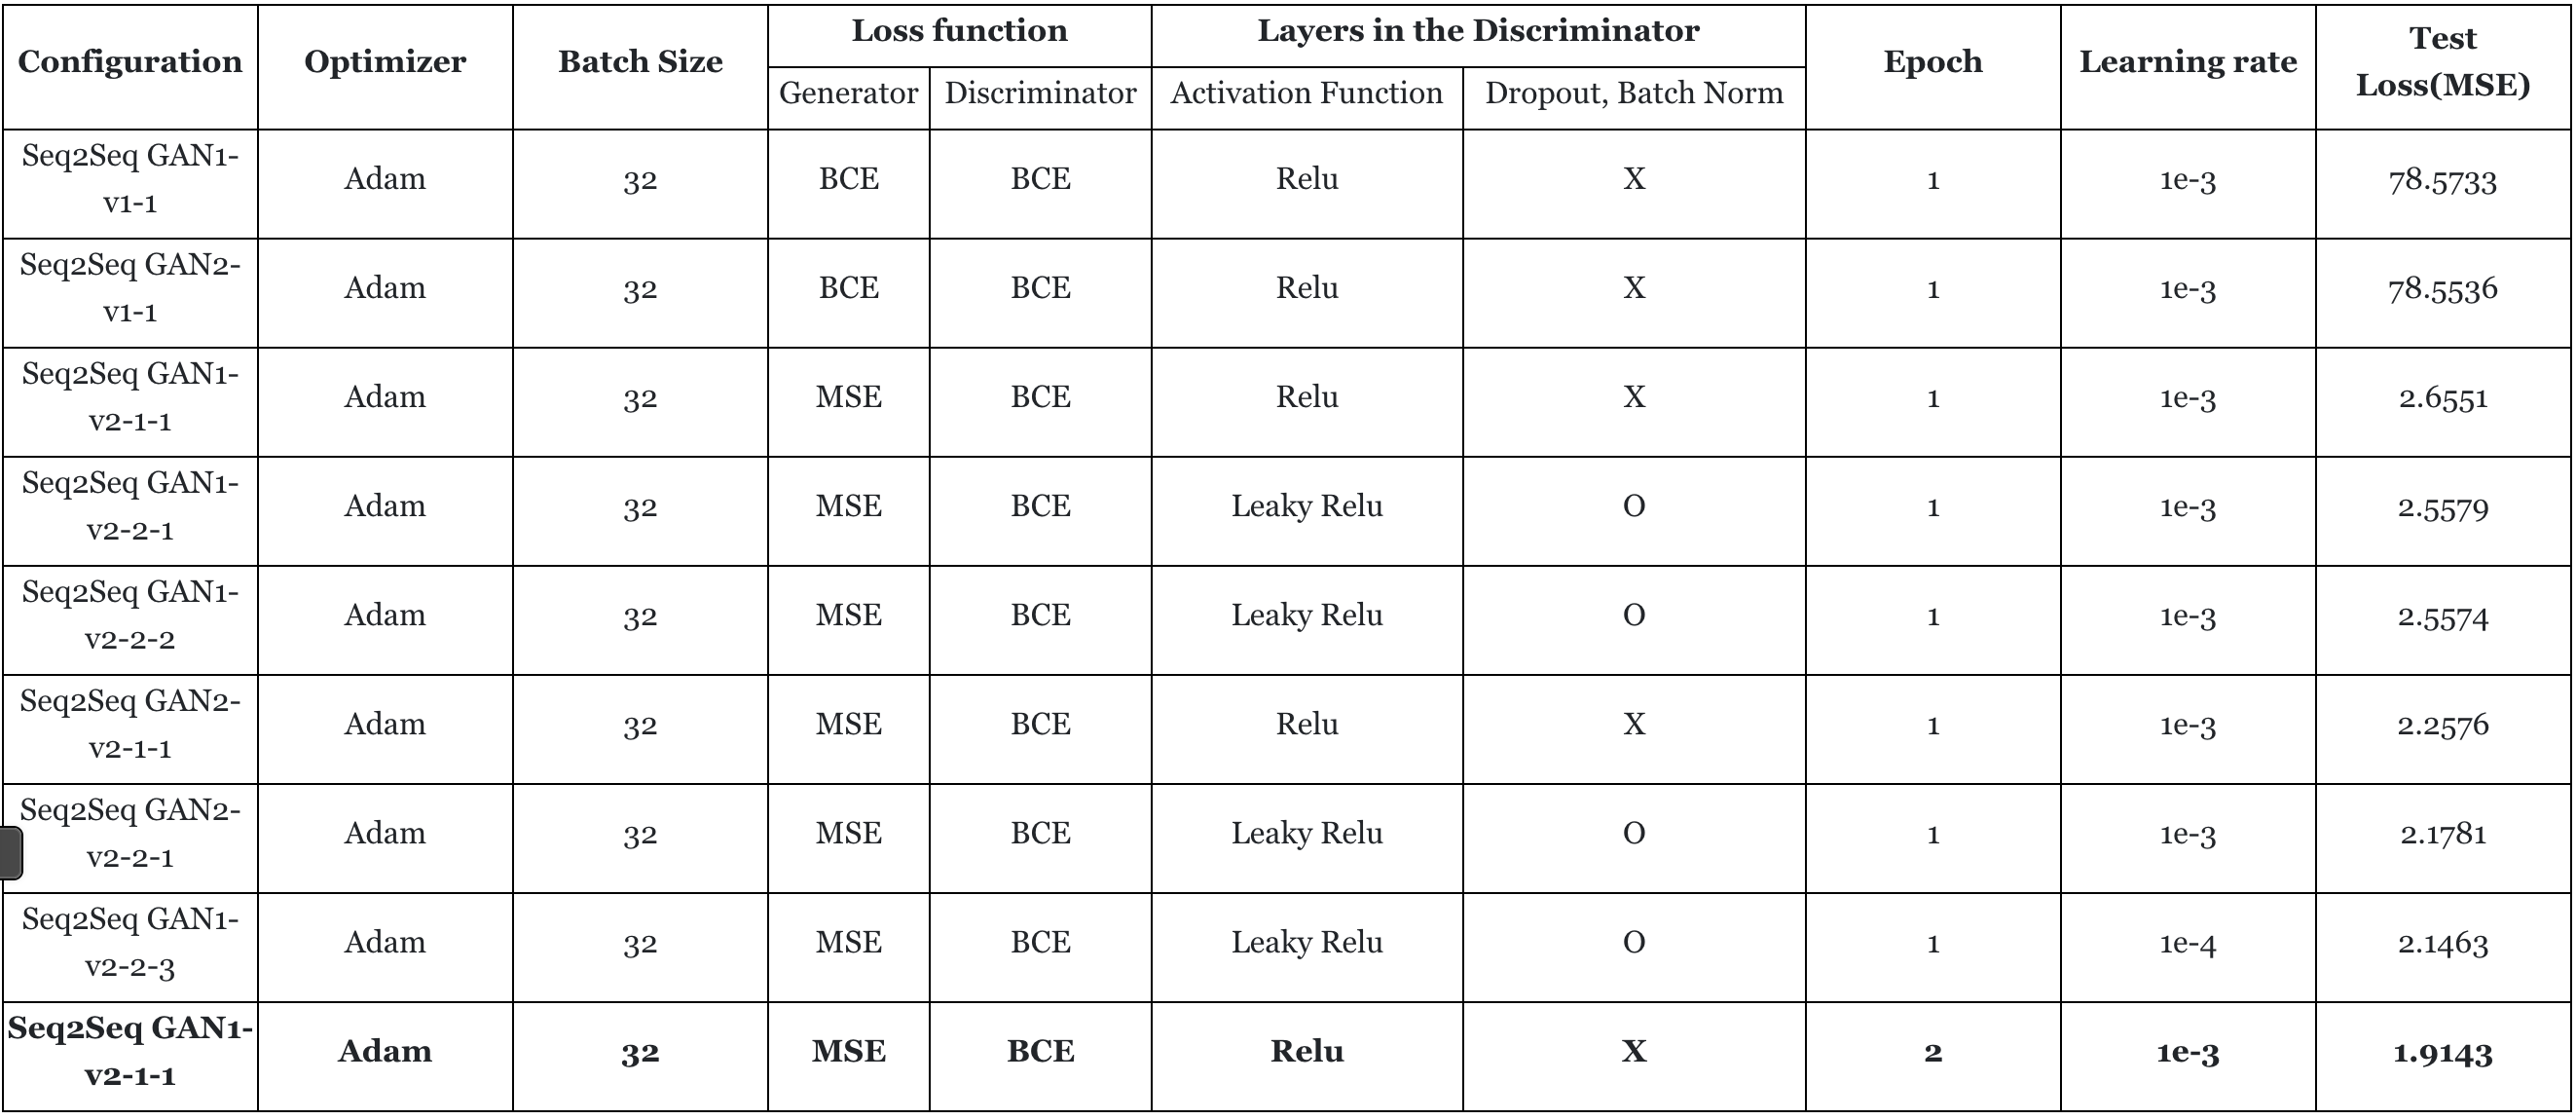 Configuration Optimizer Batch Size Loss function Layers in the Discriminator Epoch Learning rate Test
Loss(MSE)
Generator Discriminator Activation Function Dropout, Batch Norm
Seq2Seq GAN1-
v1-1 Adam 32 BCE BCE Relu X 1 1e-3 78.5733
Seq2Seq GAN2-
v1-1 Adam 32 BCE BCE Relu X 1 1e-3 78.5536
Seq2Seq GAN1-
v2-1-1 Adam 32 MSE BCE Relu X 1 1e-3 2.6551
Seq2Seq GAN1-
v2-2-1 Adam 32 MSE BCE Leaky Relu O 1 1e-3 2.5579
Seq2Seq GAN1-
v2-2-2 Adam 32 MSE BCE Leaky Relu O 1 1e-3 2.5574
Seq2Seq GAN2-
v2-1-1 Adam 32 MSE BCE Relu X 1 1e-3 2.2576
Seq2Seq GAN2-
v2-2-1 Adam 32 MSE BCE Leaky Relu O 1 1e-3 2.1781
Seq2Seq GAN1-
v2-2-3 Adam 32 MSE BCE Leaky Relu O 1 1e-4 2.1463
Seq2Seq GAN1-
v2-1-1 Adam 32 MSE BCE Relu X 2 1e-3 1.9143